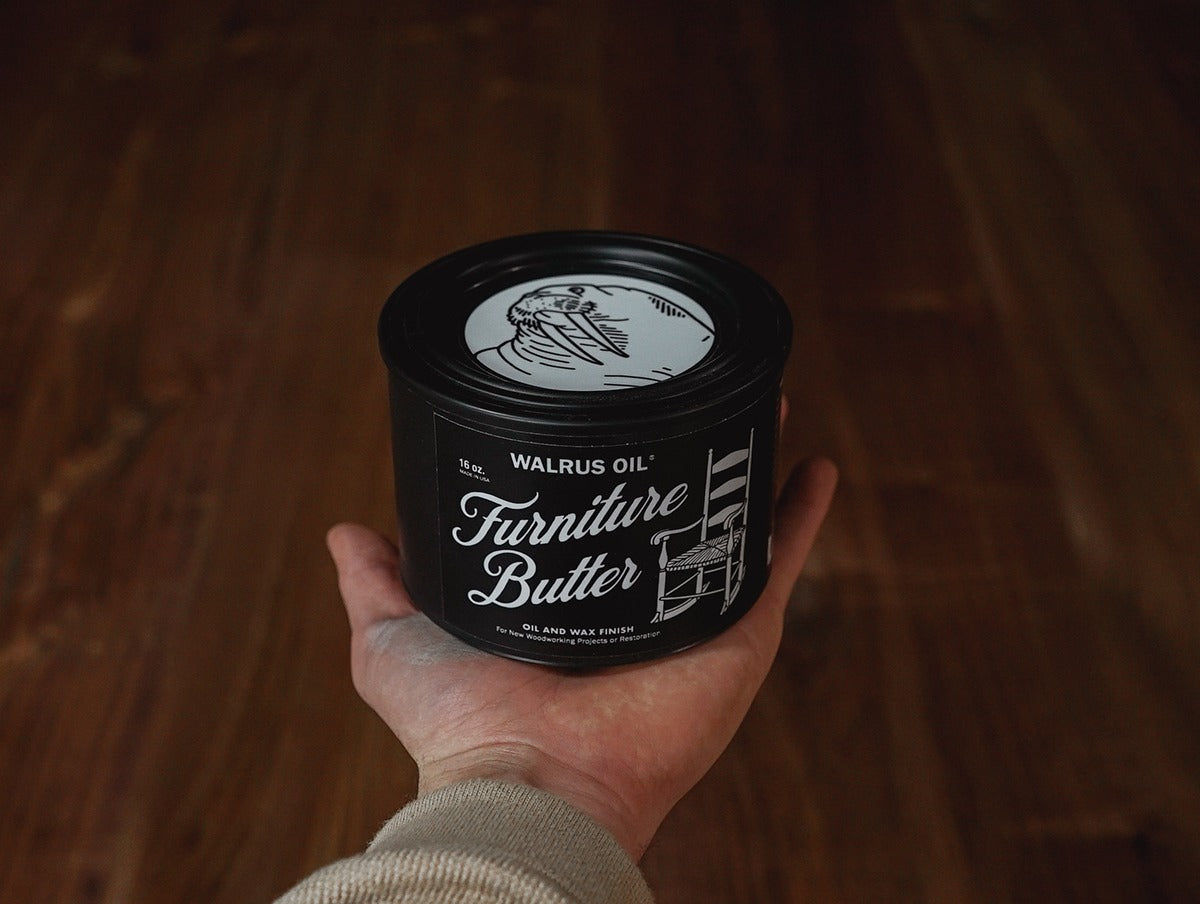 16 oz.
MADE IN USA
WALRUS OIL®
Furniture
Butter
OIL AND WAX FINISH
For New Woodworking Projects or Restoration